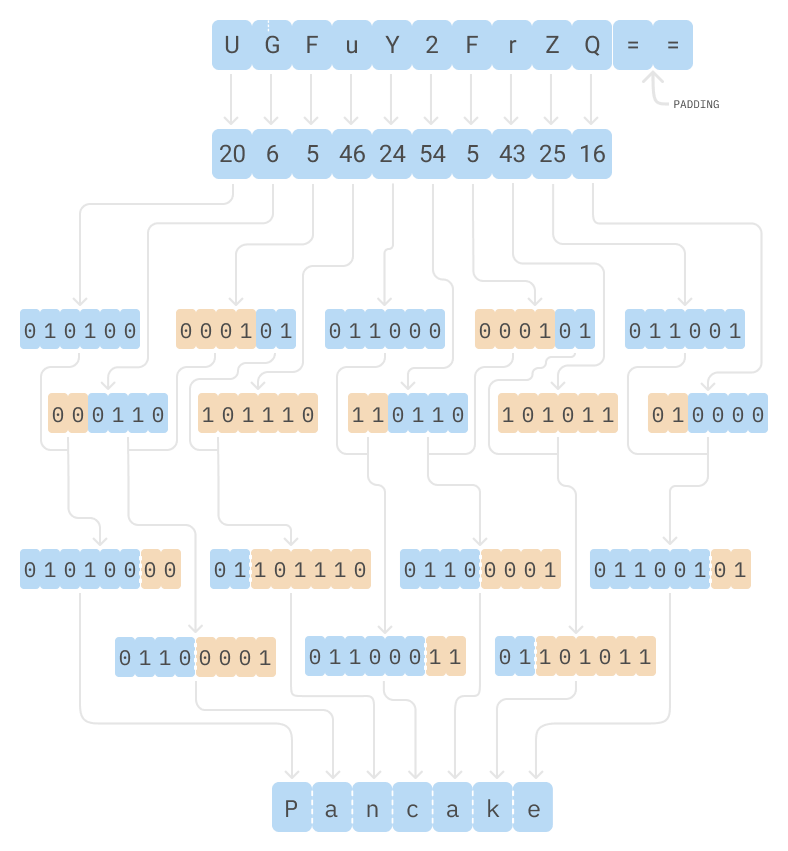 U G F u Y 2 F r Z Q = =
PADDING
20 6 5 46 24 54 5 43 25 16
010100 000101 011000 000101 011001
000110 101110 110110 101011 010000
01010000 01101110 01100001 01100101
01100001 01100011 01101011
P a n c a k e